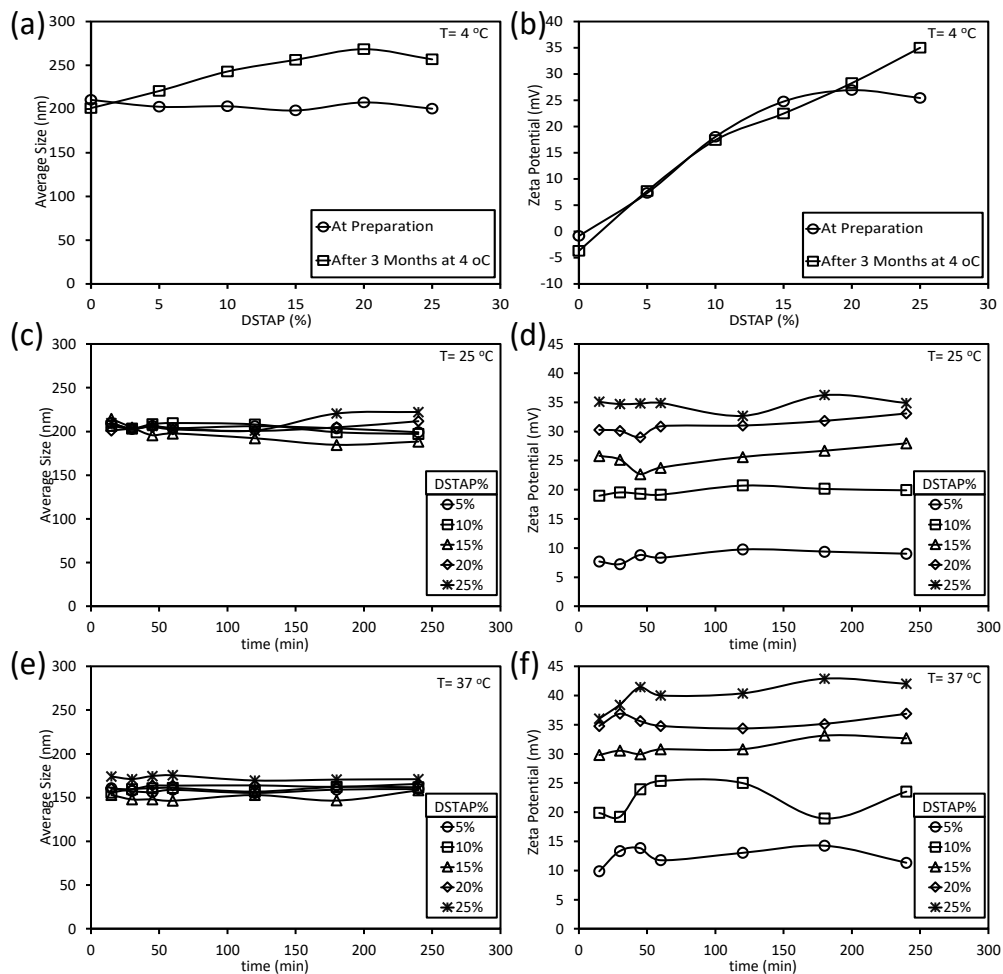 (a)
300
250
200
150
100
50
0
Average Size (nm)
T= 4 °C
At Preparation
After 3 Months at 4 oC
0 5 10 15 20 25 30
DSTAP (%)
(b)
40
35
30
25
20
15
10
5
0
-5
-10
Zeta Potential (mV)
T= 4 °C
At Preparation
After 3 Months at 4 oC
0 5 10 15 20 25 30
DSTAP (%)
(c)
300
250
200
150
100
50
0
Average Size (nm)
T= 25 °C
DSTAP%
5%
10%
15%
20%
25%
0 50 100 150 200 250 300
time (min)
(d)
45
40
35
30
25
20
15
10
5
0
Zeta Potential (mV)
T= 25 °C
DSTAP%
5%
10%
15%
20%
25%
0 50 100 150 200 250 300
time (min)
(e)
300
250
200
150
100
50
0
Average Size (nm)
T= 37 °C
DSTAP%
5%
10%
15%
20%
25%
0 50 100 150 200 250 300
time (min)
(f)
45
40
35
30
25
20
15
10
5
0
Zeta Potential (mV)
T= 37 °C
DSTAP%
5%
10%
15%
20%
25%
0 50 100 150 200 250 300
time (min)